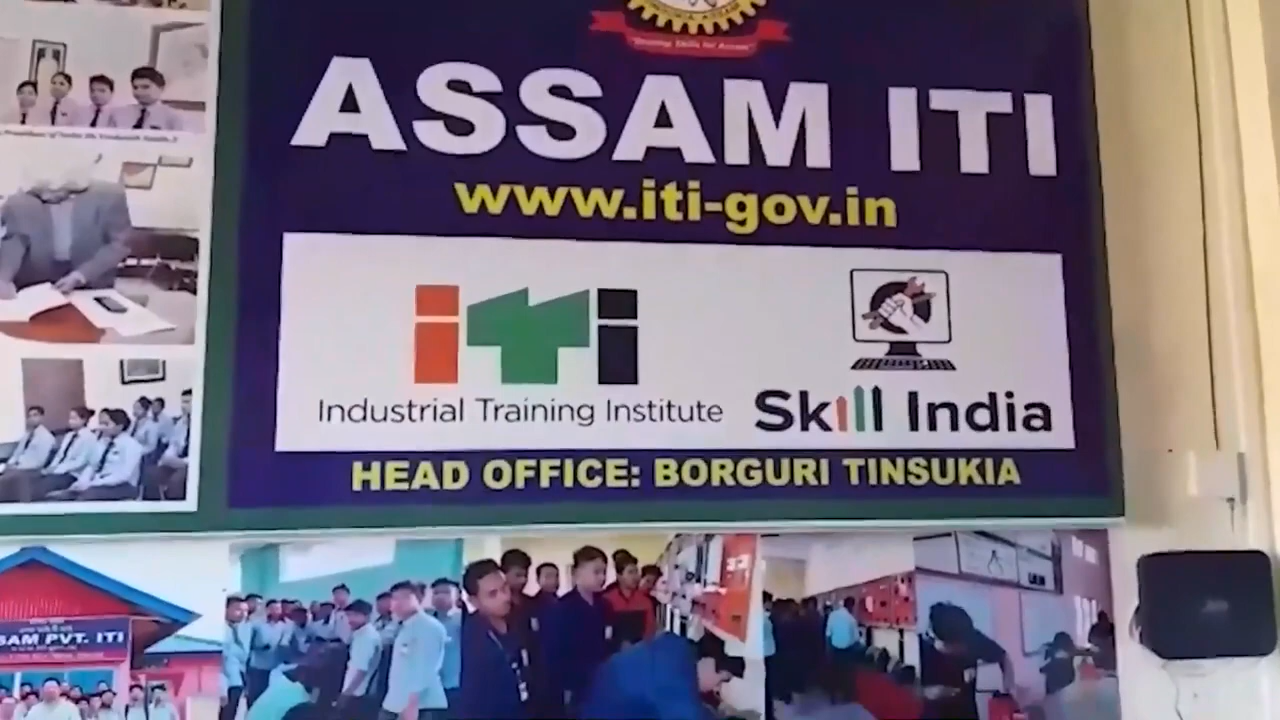 ASSAM ITI
www.iti-gov.in
iTi
Industrial Training Institute
Skill India
HEAD OFFICE: BORGURI TINSUKIA
SAM PVT. ITI